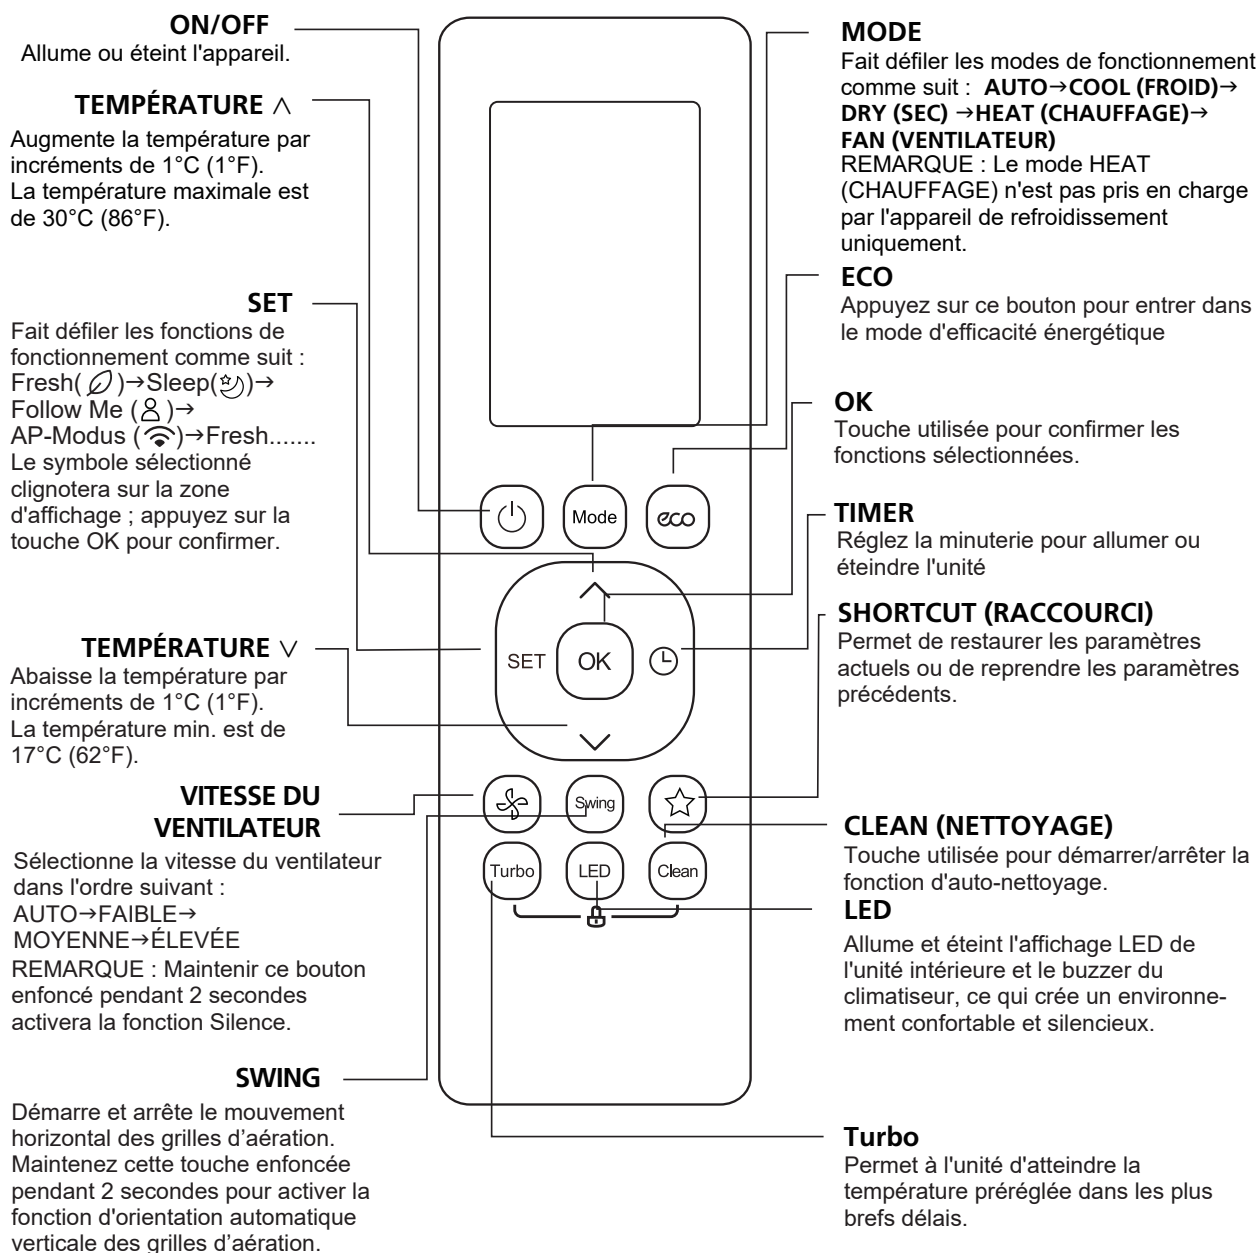 ON/OFF
Allume ou éteint l'appareil.
TEMPÉRATURE ∧
Augmente la température par
incréments de 1°C (1°F).
La température maximale est
de 30°C (86°F).
SET
Fait défiler les fonctions de
fonctionnement comme suit :
Fresh( )→Sleep( )→
Follow Me ( )→
AP-Modus ( )→Fresh.......
Le symbole sélectionné
clignotera sur la zone
d'affichage ; appuyez sur la
touche OK pour confirmer.
TEMPÉRATURE ∨
Abaisse la température par
incréments de 1°C (1°F).
La température min. est de
17°C (62°F).
VITESSE DU
VENTILATEUR
Sélectionne la vitesse du ventilateur
dans l'ordre suivant :
AUTO→FAIBLE→
MOYENNE→ÉLEVÉE
REMARQUE : Maintenir ce bouton
enfoncé pendant 2 secondes
activera la fonction Silence.
SWING
Démarre et arrête le mouvement
horizontal des grilles d’aération.
Maintenez cette touche enfoncée
pendant 2 secondes pour activer la
fonction d'orientation automatique
verticale des grilles d’aération.
Mode
eco
SET
OK
Swing
Turbo
LED
Clean
MODE
Fait défiler les modes de fonctionnement
comme suit : AUTO→COOL (FROID)→
DRY (SEC) →HEAT (CHAUFFAGE)→
FAN (VENTILATEUR)
REMARQUE : Le mode HEAT
(CHAUFFAGE) n'est pas pris en charge
par l'appareil de refroidissement
uniquement.
ECO
Appuyez sur ce bouton pour entrer dans
le mode d'efficacité énergétique
OK
Touche utilisée pour confirmer les
fonctions sélectionnées.
TIMER
Réglez la minuterie pour allumer ou
éteindre l'unité
SHORTCUT (RACCOURCI)
Permet de restaurer les paramètres
actuels ou de reprendre les paramètres
précédents.
CLEAN (NETTOYAGE)
Touche utilisée pour démarrer/arrêter la
fonction d'auto-nettoyage.
LED
Allume et éteint l'affichage LED de
l'unité intérieure et le buzzer du
climatiseur, ce qui crée un environne-
ment confortable et silencieux.
Turbo
Permet à l'unité d'atteindre la
température préréglée dans les plus
brefs délais.